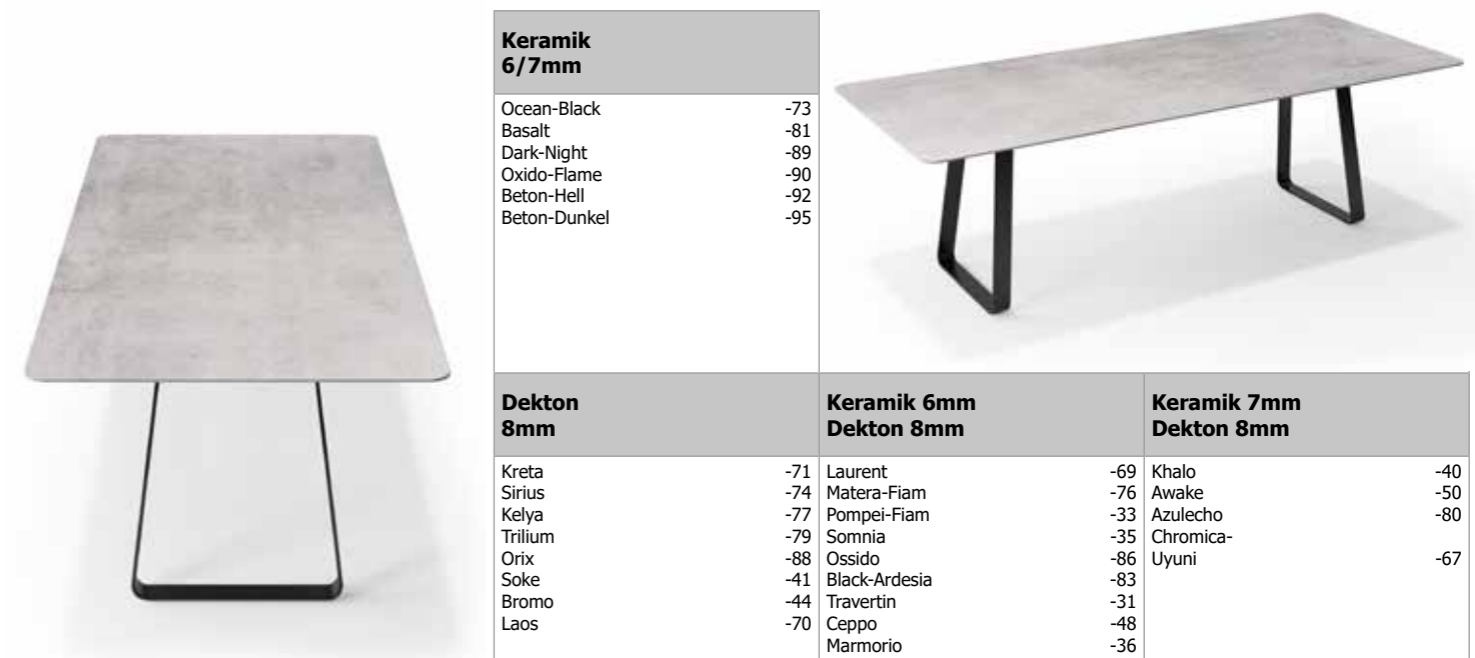 Keramik
6/7mm
Ocean-Black -73
Basalt -81
Dark-Night -89
Oxido-Flame -90
Beton-Hell -92
Beton-Dunkel -95
Dekton
8mm
Kreta -71
Sirius -74
Kelya -77
Trilium -79
Orix -88
Soke -41
Bromo -44
Laos -70
Keramik 6mm
Dekton 8mm
Laurent -69
Matera-Fiam -76
Pompei-Fiam -33
Somnia -35
Ossido -86
Black-Ardesia -83
Travertin -31
Ceppo -48
Marmorio -36
Keramik 7mm
Dekton 8mm
Khalo -40
Awake -50
Azulecho -80
Chromica-
Uyuni -67